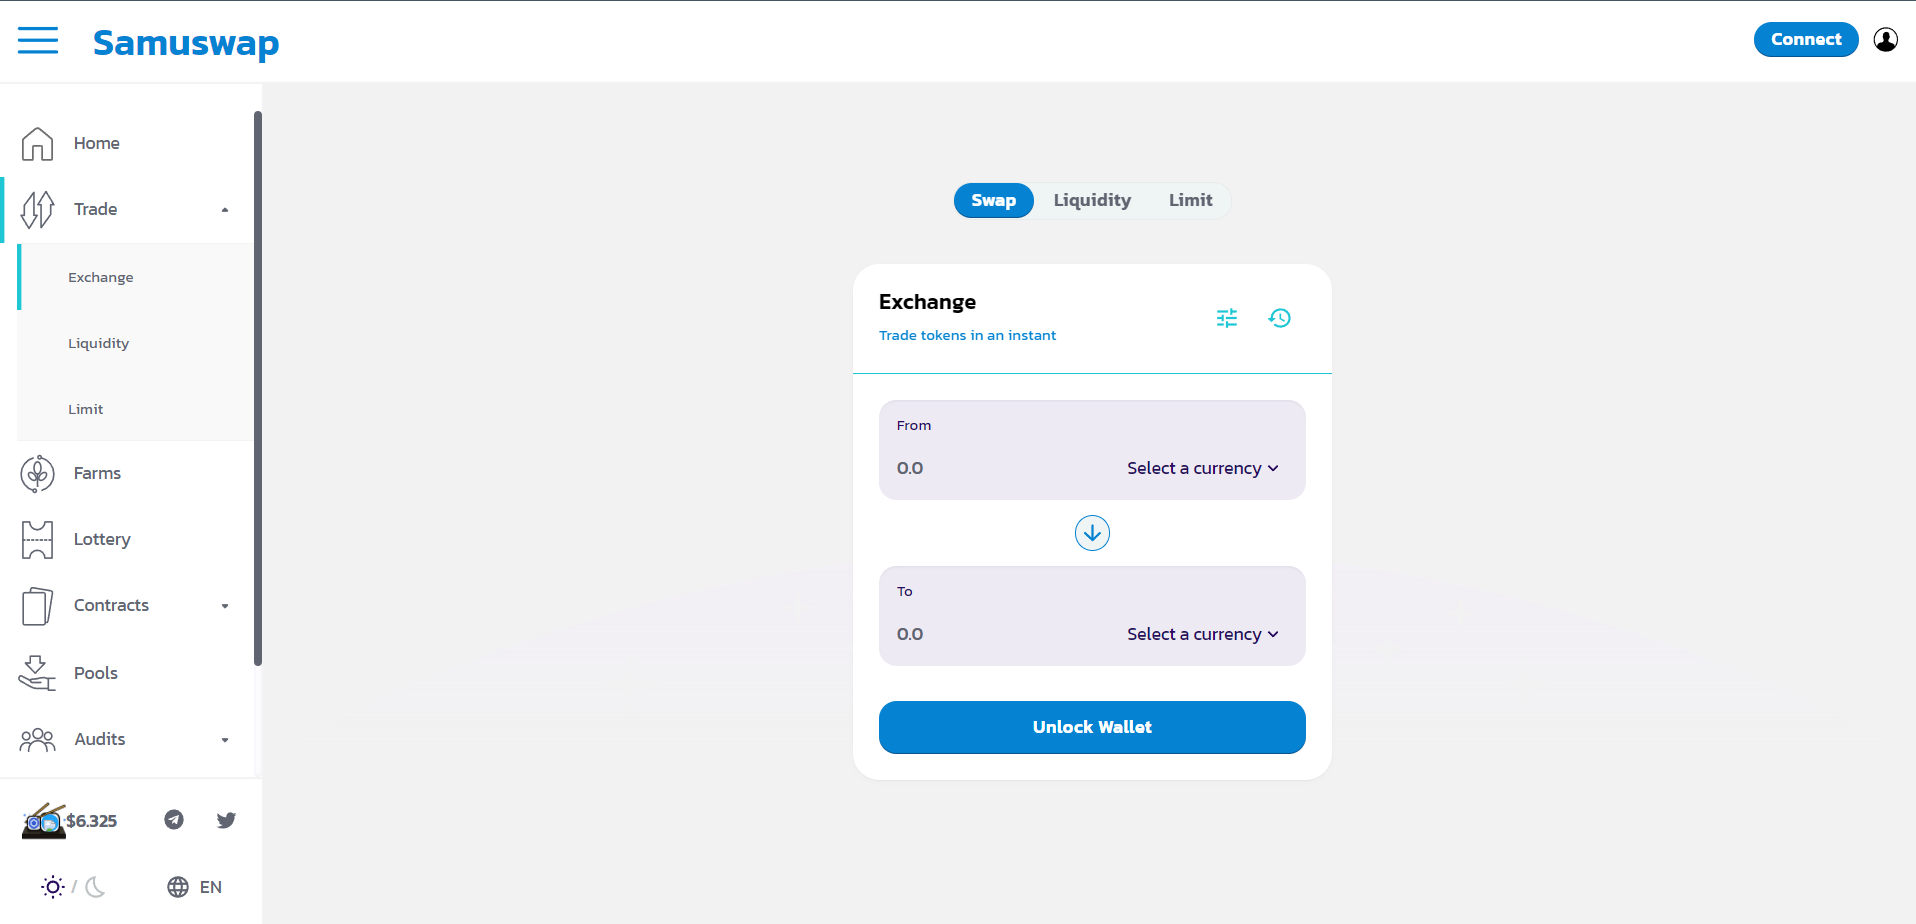 Samuswap
Connect
Home
Trade
Exchange
Liquidity
Limit
Farms
Lottery
Contracts
Pools
Audits
$6.325
/
EN
Swap Liquidity Limit
Exchange
Trade tokens in an instant
From
0.0 Select a currency
To
0.0 Select a currency
Unlock Wallet